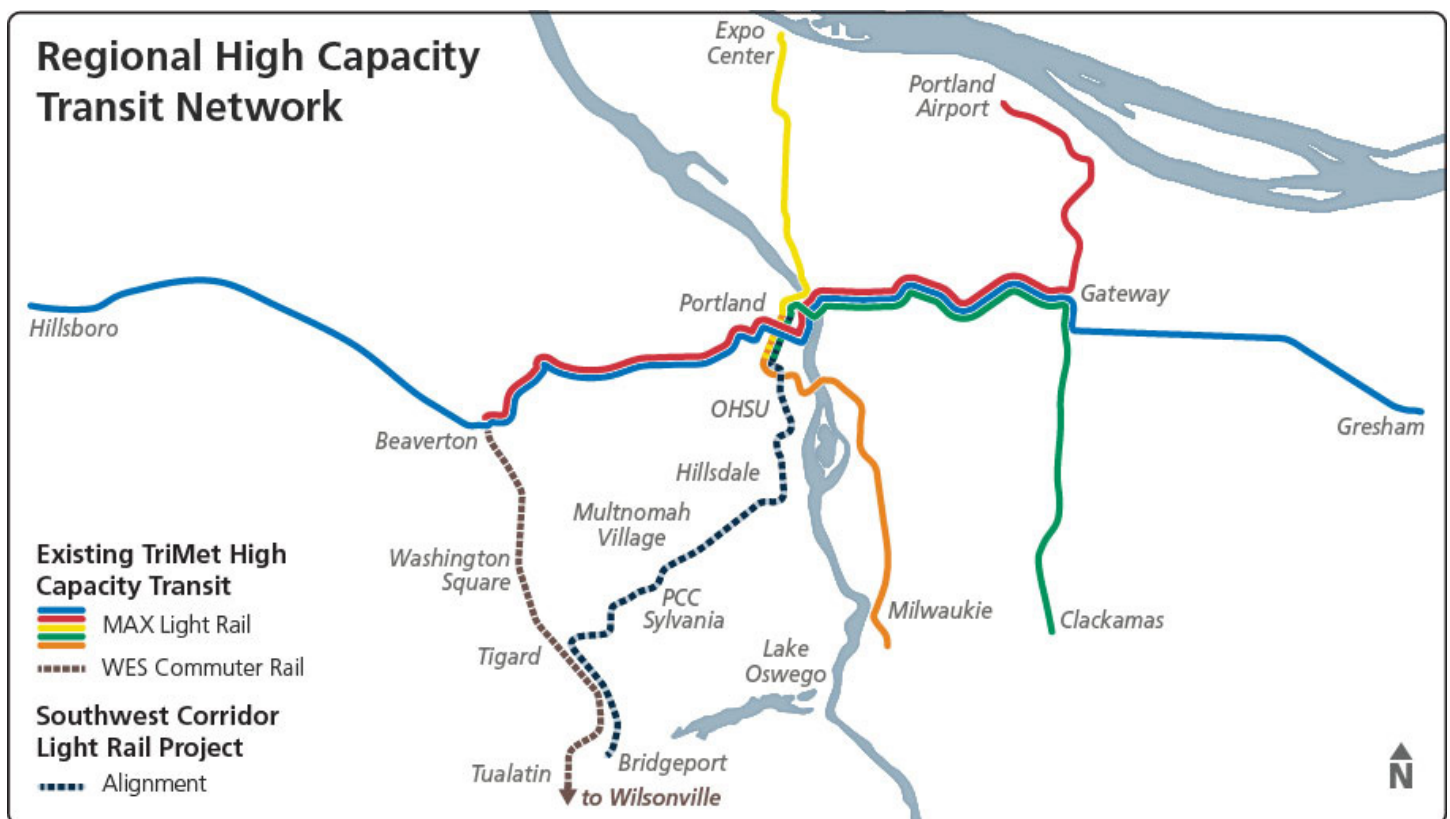 Regional High Capacity
Transit Network
Expo
Center
Portland
Airport
Portland
Gateway
Hillsboro
OHSU
Beaverton
Gresham
Hillsdale
Multnomah
Village
Washington
Square
PCC
Sylvania
Milwaukie
Clackamas
Tigard
Lake
Oswego
Bridgeport
Tualatin
to Wilsonville
Existing TriMet High
Capacity Transit
MAX Light Rail
WES Commuter Rail
Southwest Corridor
Light Rail Project
Alignment
N